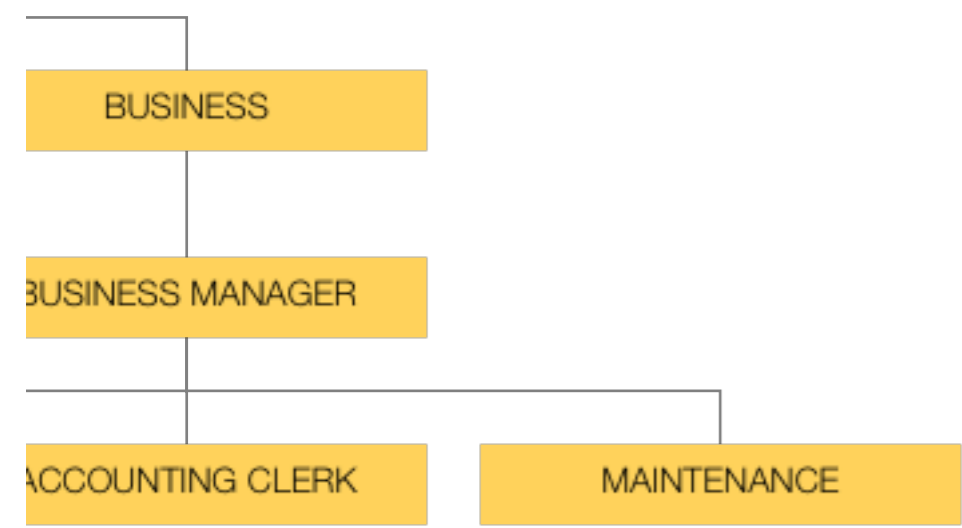 BUSINESS
BUSINESS MANAGER
ACCOUNTING CLERK
MAINTENANCE